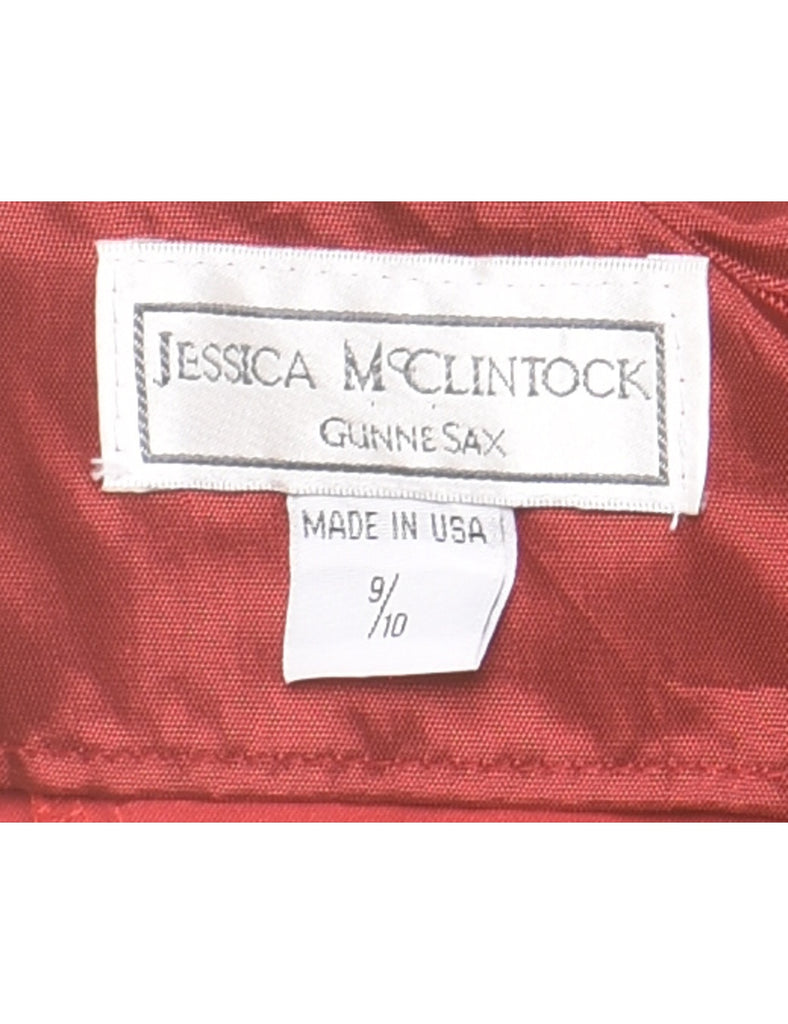 JESSICA McCLINTOCK
GUNNE SAX
MADE IN USA
9/10